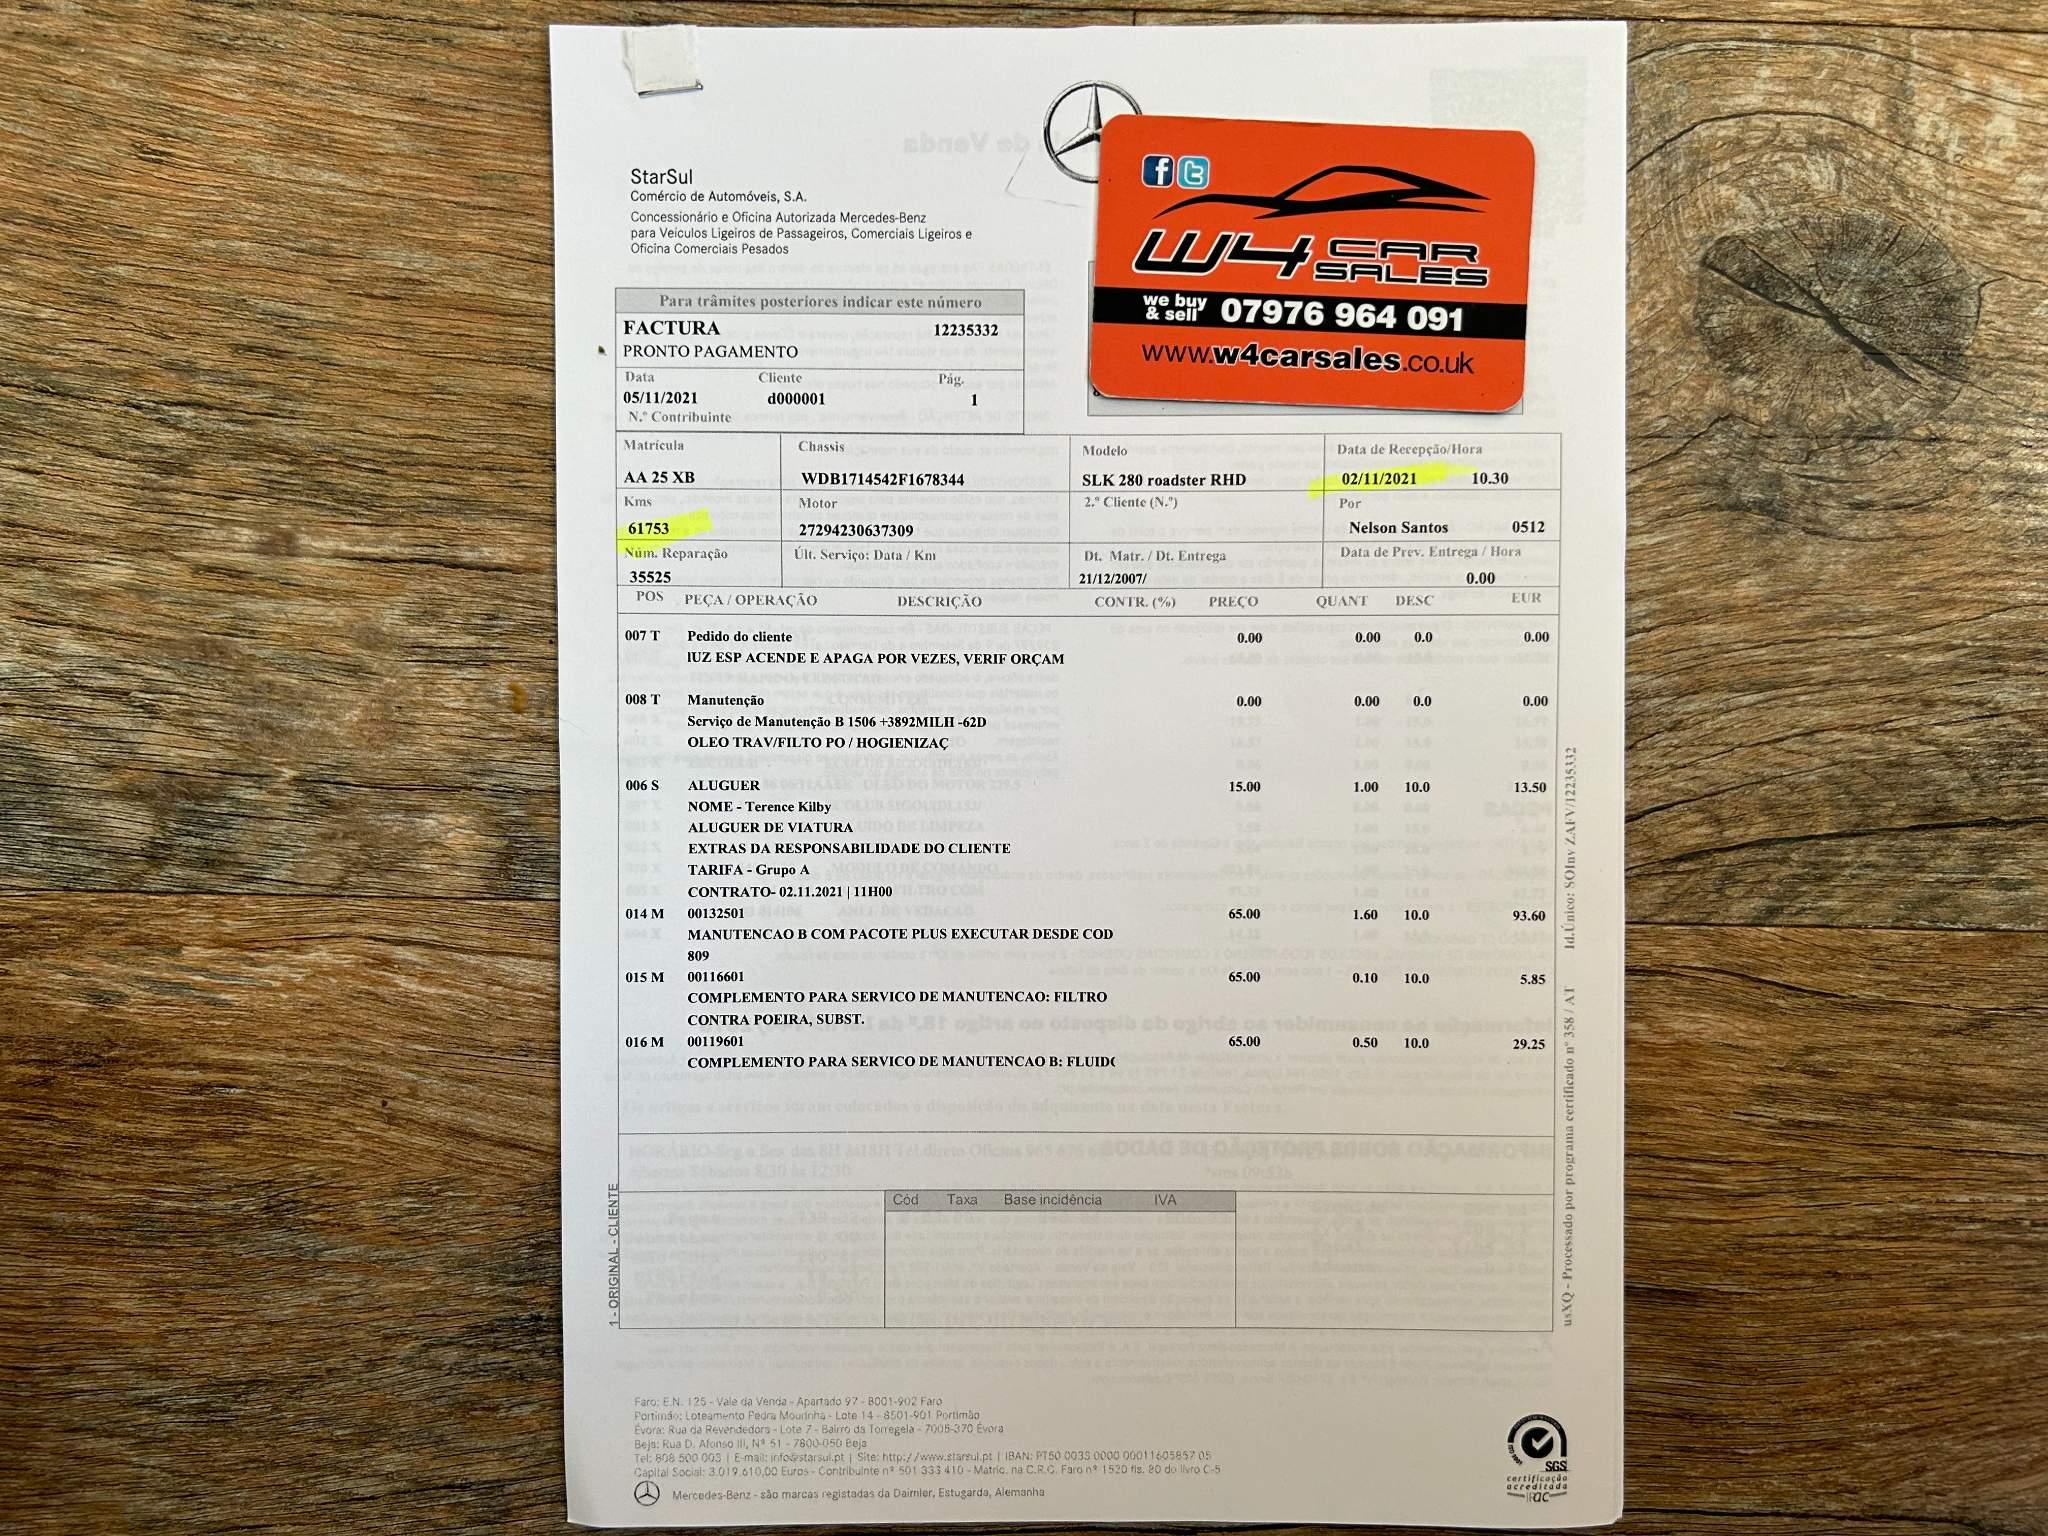 StarSul
Comércio de Automóveis, S.A.
Concessionário e Oficina Autorizada Mercedes-Benz
para Veículos Ligeiros de Passageiros, Comerciais Ligeiros e
Oficina Comerciais Pesados
W4 CAR SALES
we buy & sell 07976 964 091
www.w4carsales.co.uk
Para trâmites posteriores indicar este número
FACTURA 12235332
PRONTO PAGAMENTO
Data Cliente Pág.
05/11/2021 d000001 1
N.º Contribuinte
Matrícula Chassis Modelo Data de Recepção/Hora
AA 25 XB WDB1714542F1678344 SLK 280 roadster RHD 02/11/2021 10.30
Kms Motor 2.º Cliente (N.º) Por
61753 27294230637309 Nelson Santos 0512
Núm. Reparação Últ. Serviço: Data / Km Dt. Matr. / Dt. Entrega Data de Prev. Entrega / Hora
35525 21/12/2007/ 0.00
POS PEÇA / OPERAÇÃO DESCRIÇÃO CONTR. (%) PREÇO QUANT DESC EUR
007 T Pedido do cliente 0.00 0.00 0.0 0.00
lUZ ESP ACENDE E APAGA POR VEZES, VERIF ORÇAM
008 T Manutenção 0.00 0.00 0.0 0.00
Serviço de Manutenção B 1506 +3892MILH -62D
OLEO TRAV/FILTO PO / HOGIENIZAÇ
006 S ALUGUER 15.00 1.00 10.0 13.50
NOME - Terence Kilby
ALUGUER DE VIATURA
EXTRAS DA RESPONSABILIDADE DO CLIENTE
TARIFA - Grupo A
CONTRATO- 02.11.2021 | 11H00
014 M 00132501 65.00 1.60 10.0 93.60
MANUTENCAO B COM PACOTE PLUS EXECUTAR DESDE COD
809
015 M 00116601 65.00 0.10 10.0 5.85
COMPLEMENTO PARA SERVICO DE MANUTENCAO: FILTRO
CONTRA POEIRA, SUBST.
016 M 00119601 65.00 0.50 10.0 29.25
COMPLEMENTO PARA SERVICO DE MANUTENCAO B: FLUIDO
Cód Taxa Base incidência IVA
1 - ORIGINAL - CLIENTE
usXQ - Processado por programa certificado nº 358 / AT Id.Único: SOInv ZAFV/12235332
Faro: E.N. 125 - Vale da Venda - Apartado 97 - 8001-902 Faro
Portimão: Loteamento Pedra Mourinha - Lote 14 - 8501-901 Portimão
Évora: Rua da Revendedora - Lote 7 - Bairro da Torregela - 7005-370 Évora
Beja: Rua D. Afonso III, Nº 51 - 7800-050 Beja
Tel: 808 500 003 | E-mail: info@starsul.pt | Site: http://www.starsul.pt | IBAN: PT50 0033 0000 00011605857 05
Capital Social: 3.019.610,00 Euros - Contribuinte nº 501 333 410 - Matric. na C.R.C. Faro nº 1520 fls. 80 do livro C-5
Mercedes-Benz - são marcas registadas da Daimler, Estugarda, Alemanha
SGS
certificação
acreditada